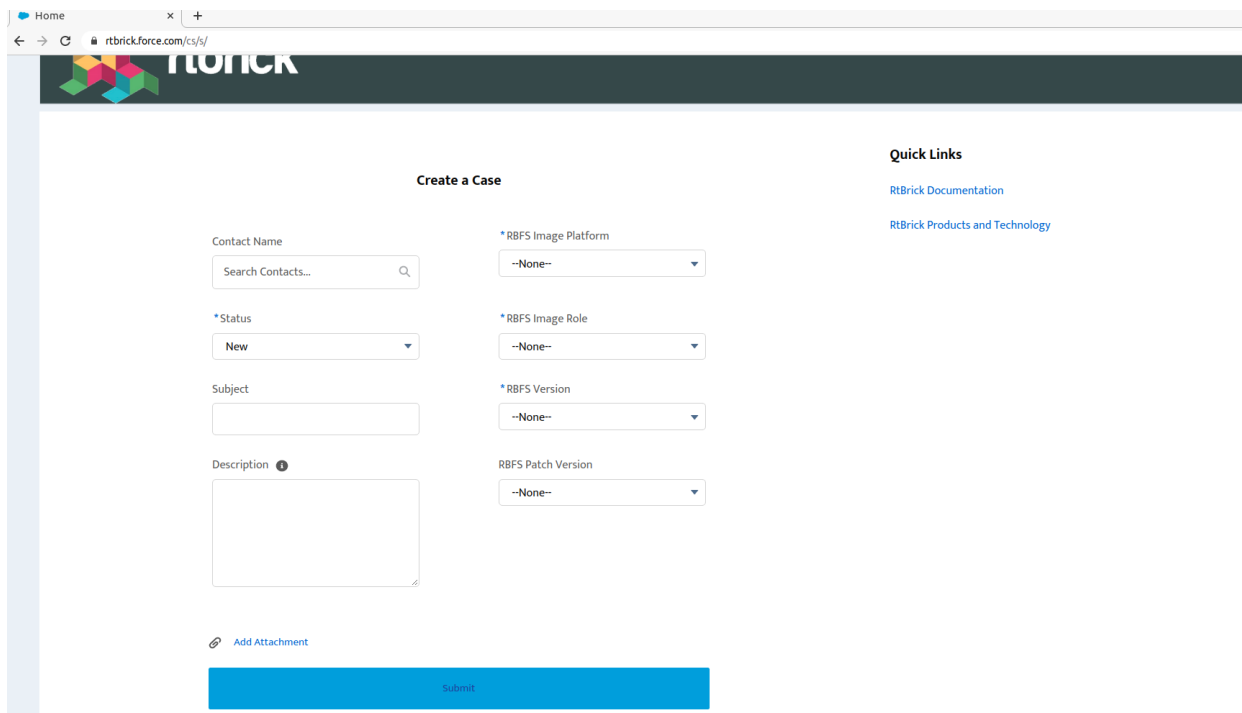 Home
rtbrick.force.com/cs/s/
rtbrick
Create a Case
Contact Name
Search Contacts...
*Status
New
Subject
Description
Add Attachment
Submit
*RBFS Image Platform
--None--
*RBFS Image Role
--None--
*RBFS Version
--None--
RBFS Patch Version
--None--
Quick Links
RtBrick Documentation
RtBrick Products and Technology